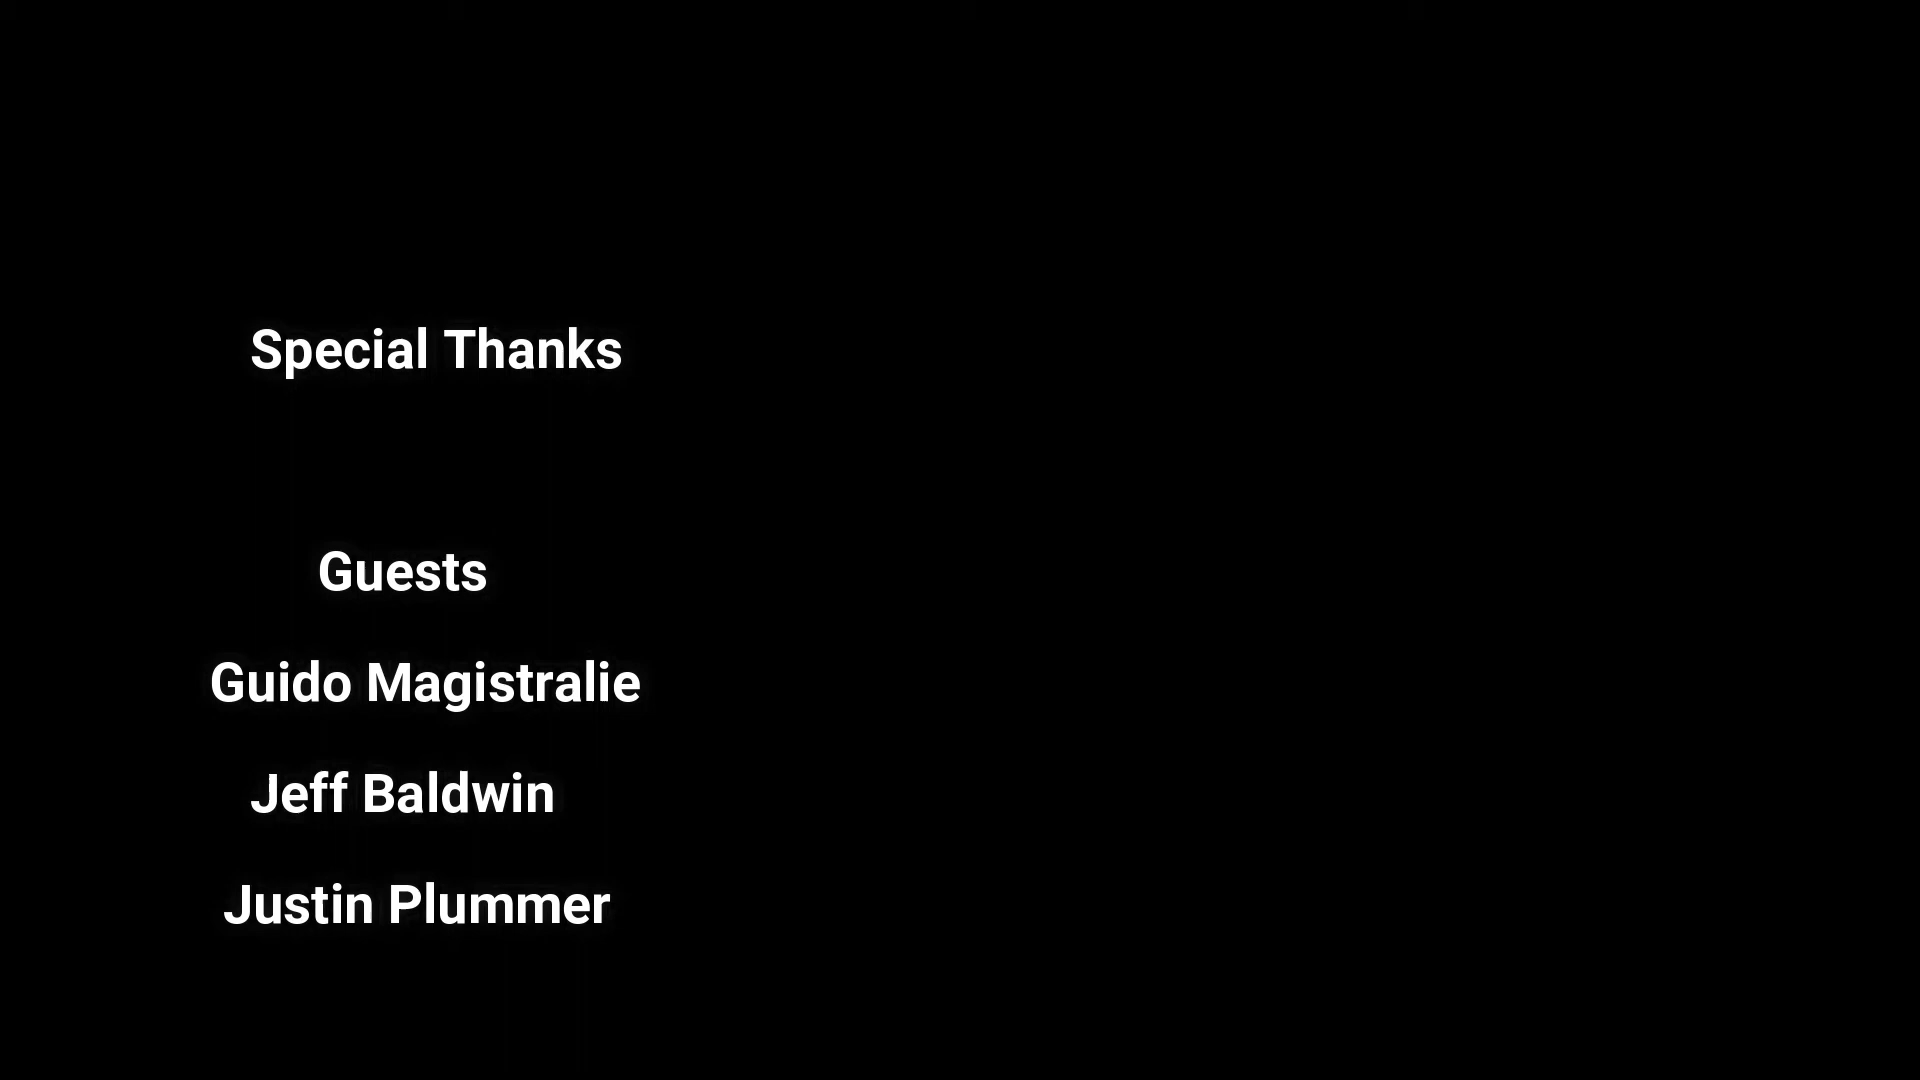 Special Thanks
Guests
Guido Magistralie
Jeff Baldwin
Justin Plummer